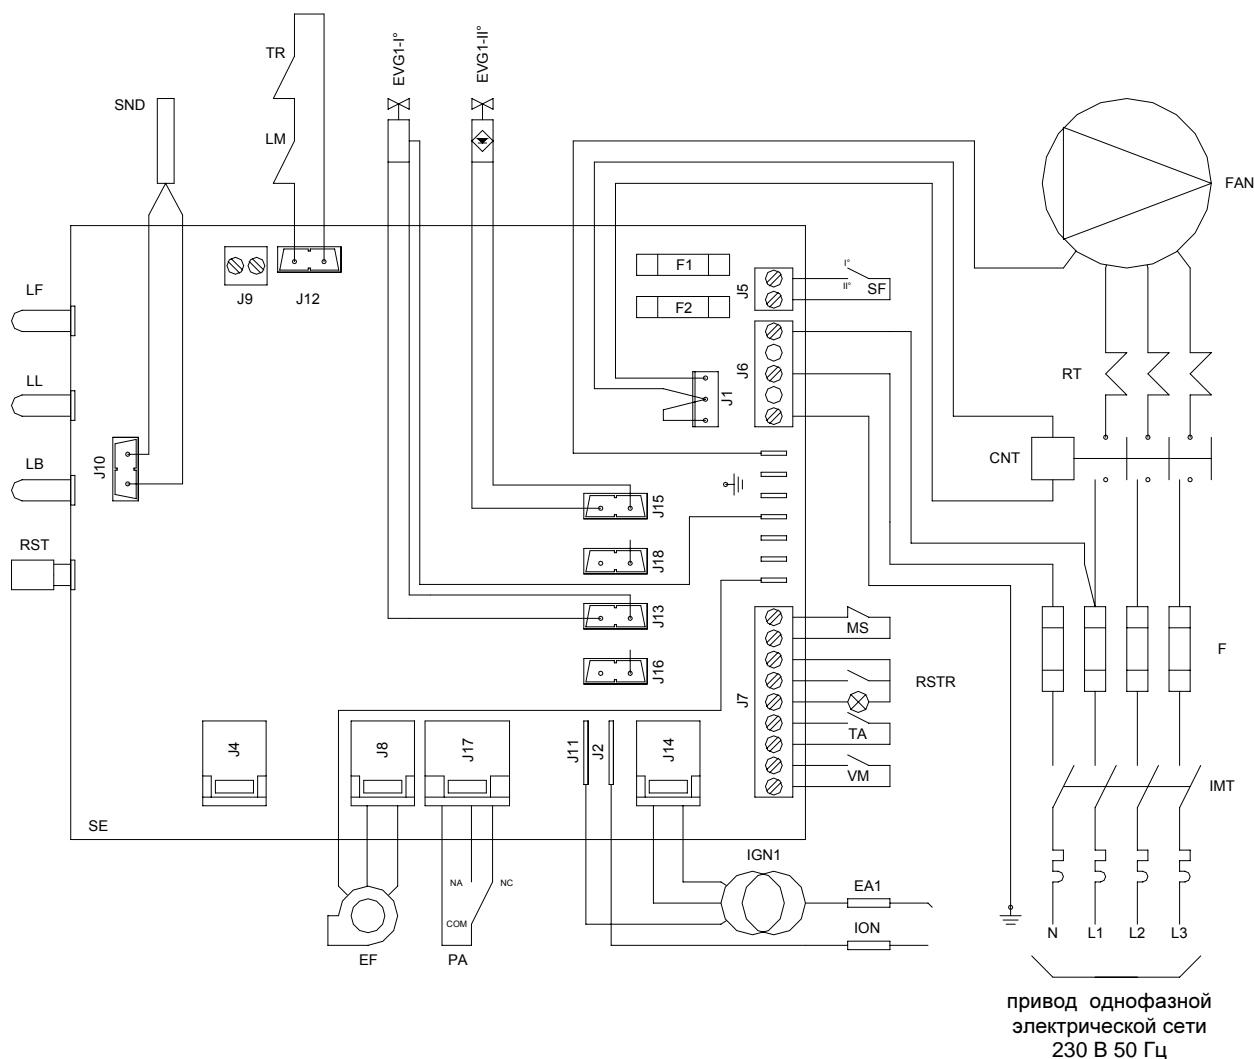 TR
EVG1-I°
EVG1-II°
SND
LM
FAN
F1
I°
II°
SF
J5
LF
J9
J12
F2
J6
RT
LL
J1
CNT
LB
J10
J15
RST
J18
J13
MS
F
J16
RSTR
J7
J4
J8
J17
J11
J2
J14
TA
VM
IMT
SE
IGN1
NA
NC
EA1
COM
ION
N
L1
L2
L3
EF
PA
привод однофазной
электрической сети
230 В 50 Гц